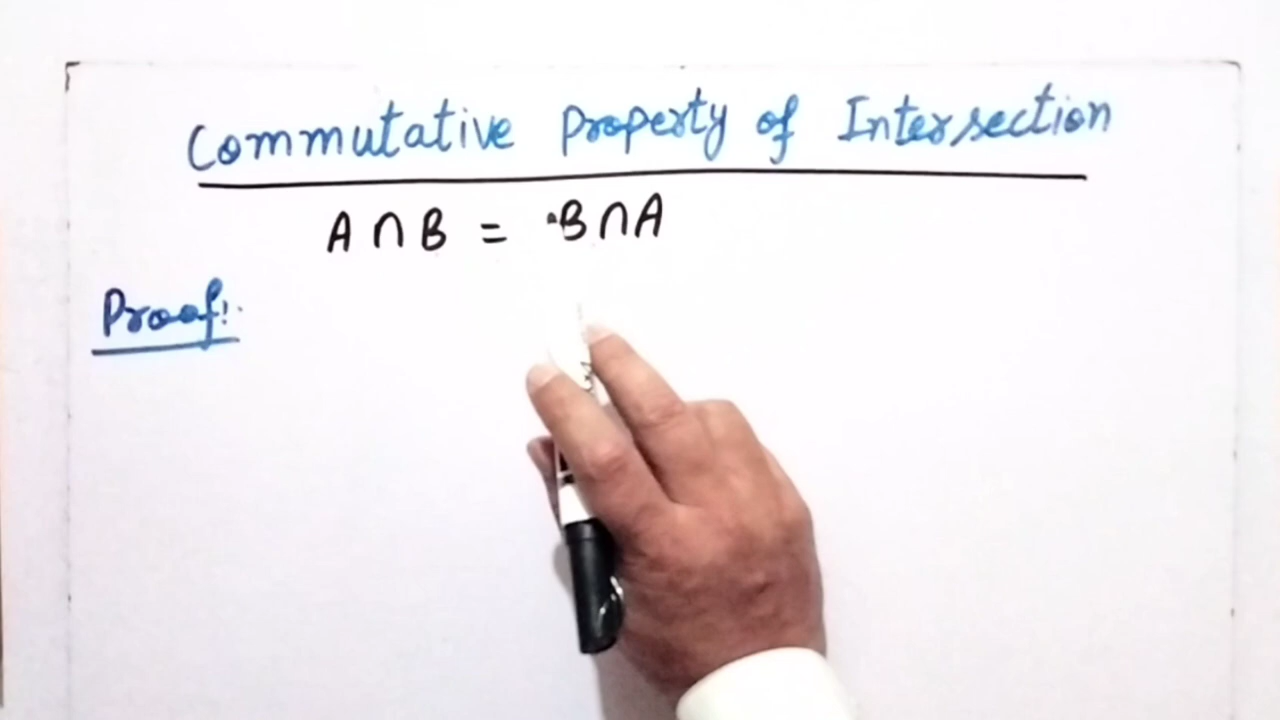 Commutative Property of Intersection
A ∩ B = B ∩ A
Proof: